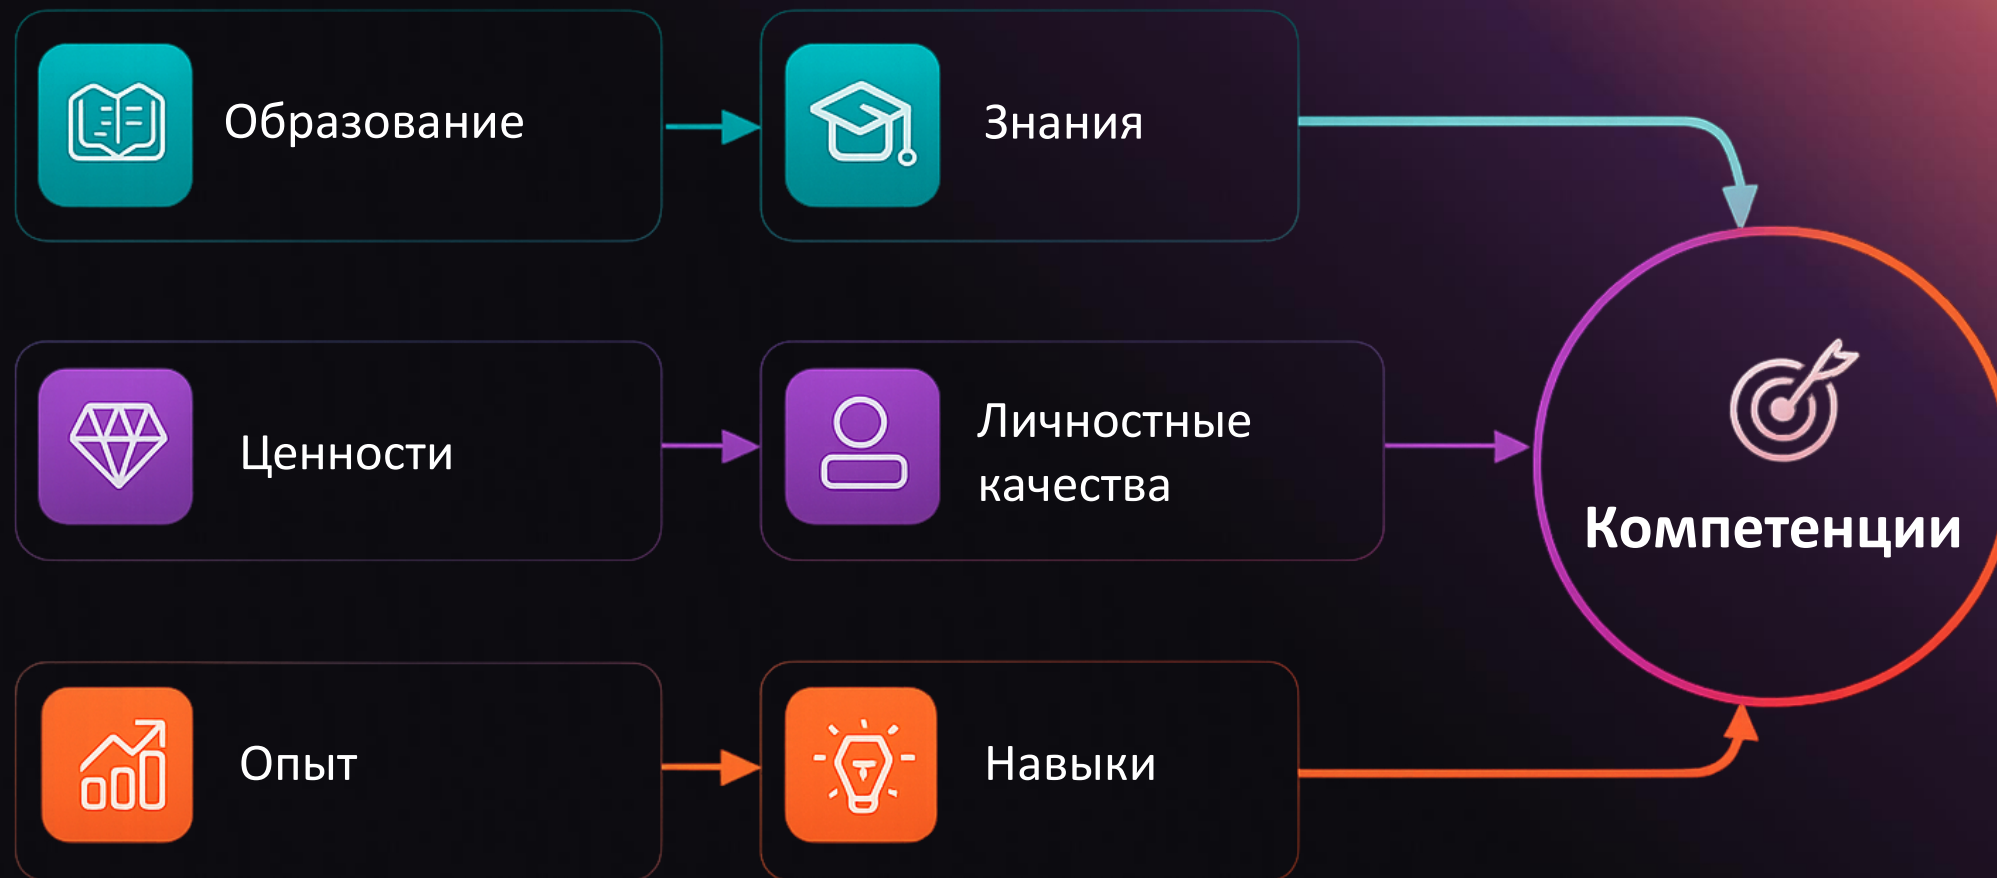 Образование
Знания
Ценности
Личностные
качества
Компетенции
Опыт
Навыки